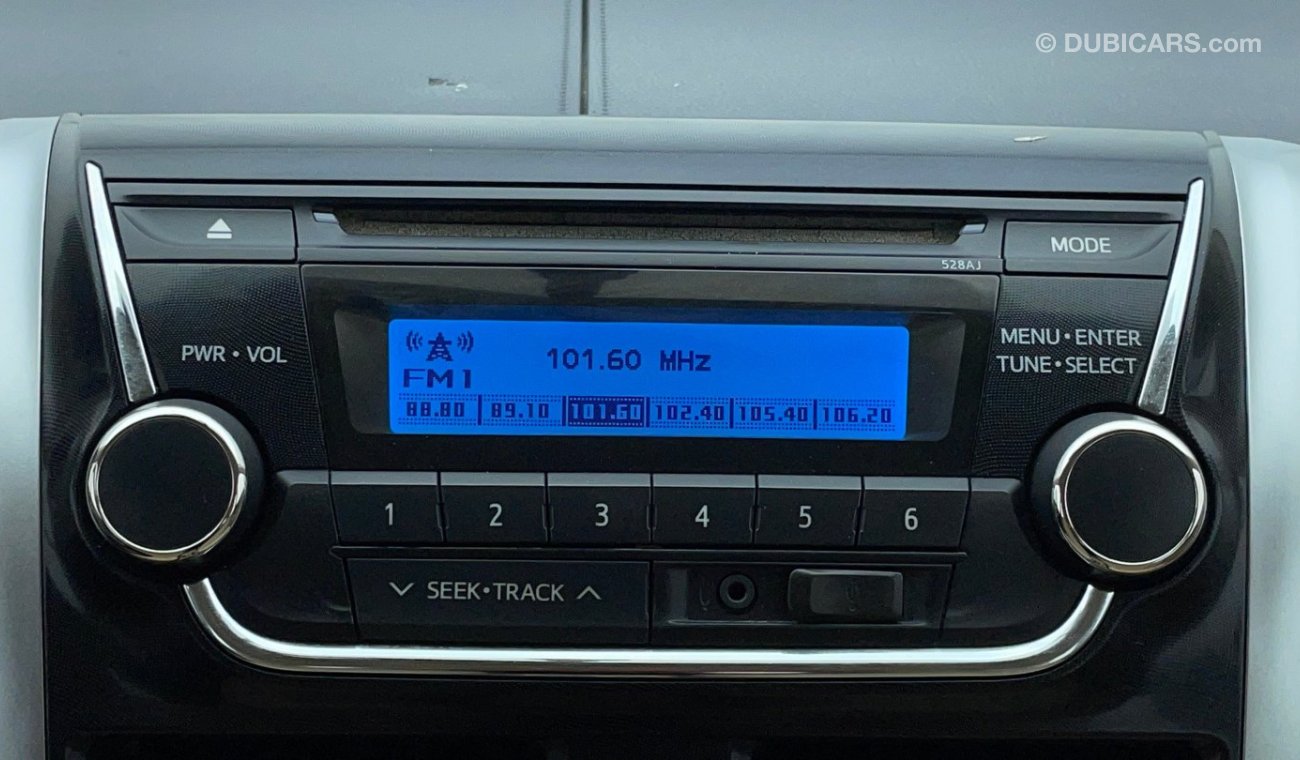 © DUBICARS.com
MODE
528AJ
PWR • VOL
MENU • ENTER
TUNE • SELECT
101.60 MHz
FM1
88.80 89.10 101.60 102.40 105.40 106.20
1 2 3 4 5 6
SEEK • TRACK